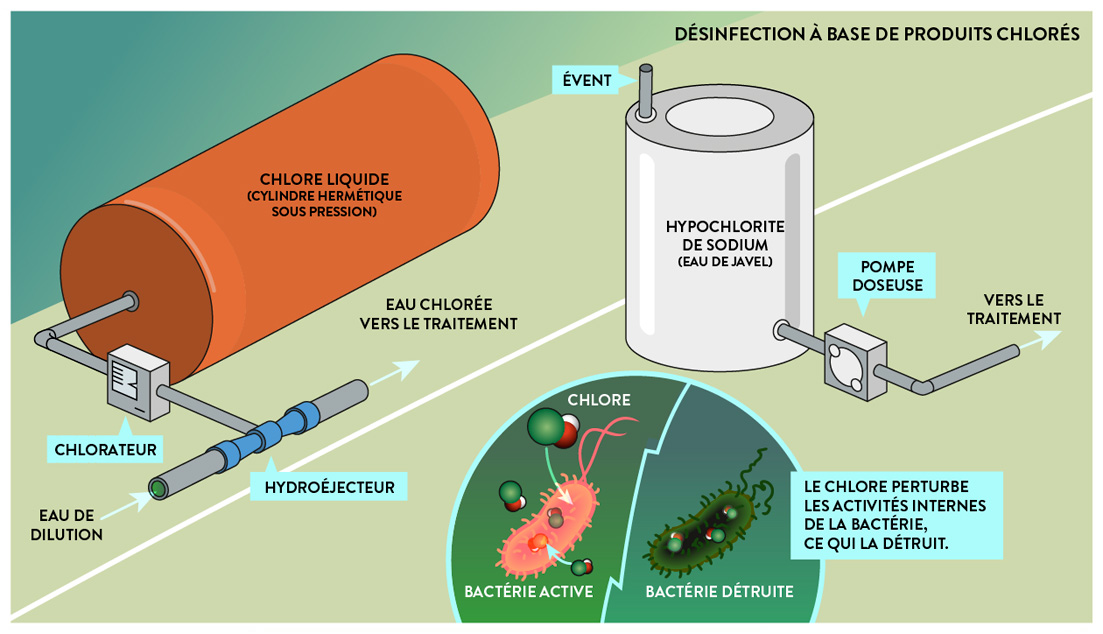 DÉSINFECTION À BASE DE PRODUITS CHLORÉS
ÉVENT
CHLORE LIQUIDE
(CYLINDRE HERMÉTIQUE
SOUS PRESSION)
HYPOCHLORITE
DE SODIUM
(EAU DE JAVEL)
POMPE
DOSEUSE
VERS LE
TRAITEMENT
EAU CHLORÉE
VERS LE TRAITEMENT
CHLORATEUR
HYDROÉJECTEUR
EAU DE
DILUTION
CHLORE
BACTÉRIE ACTIVE
BACTÉRIE DÉTRUITE
LE CHLORE PERTURBE
LES ACTIVITÉS INTERNES
DE LA BACTÉRIE,
CE QUI LA DÉTRUIT.